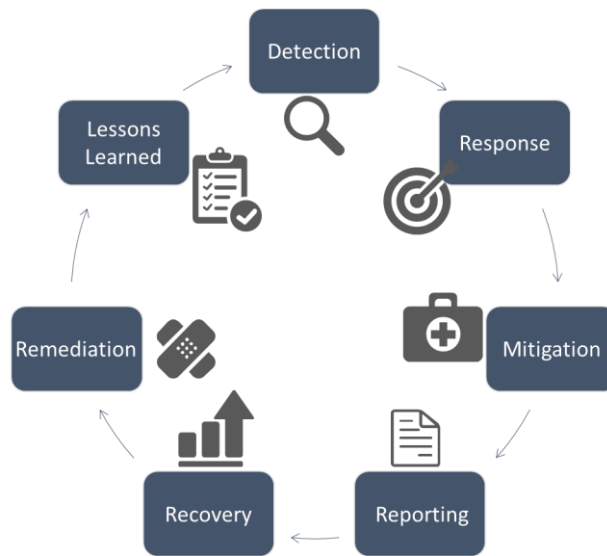 Detection
Response
Mitigation
Reporting
Recovery
Remediation
Lessons
Learned